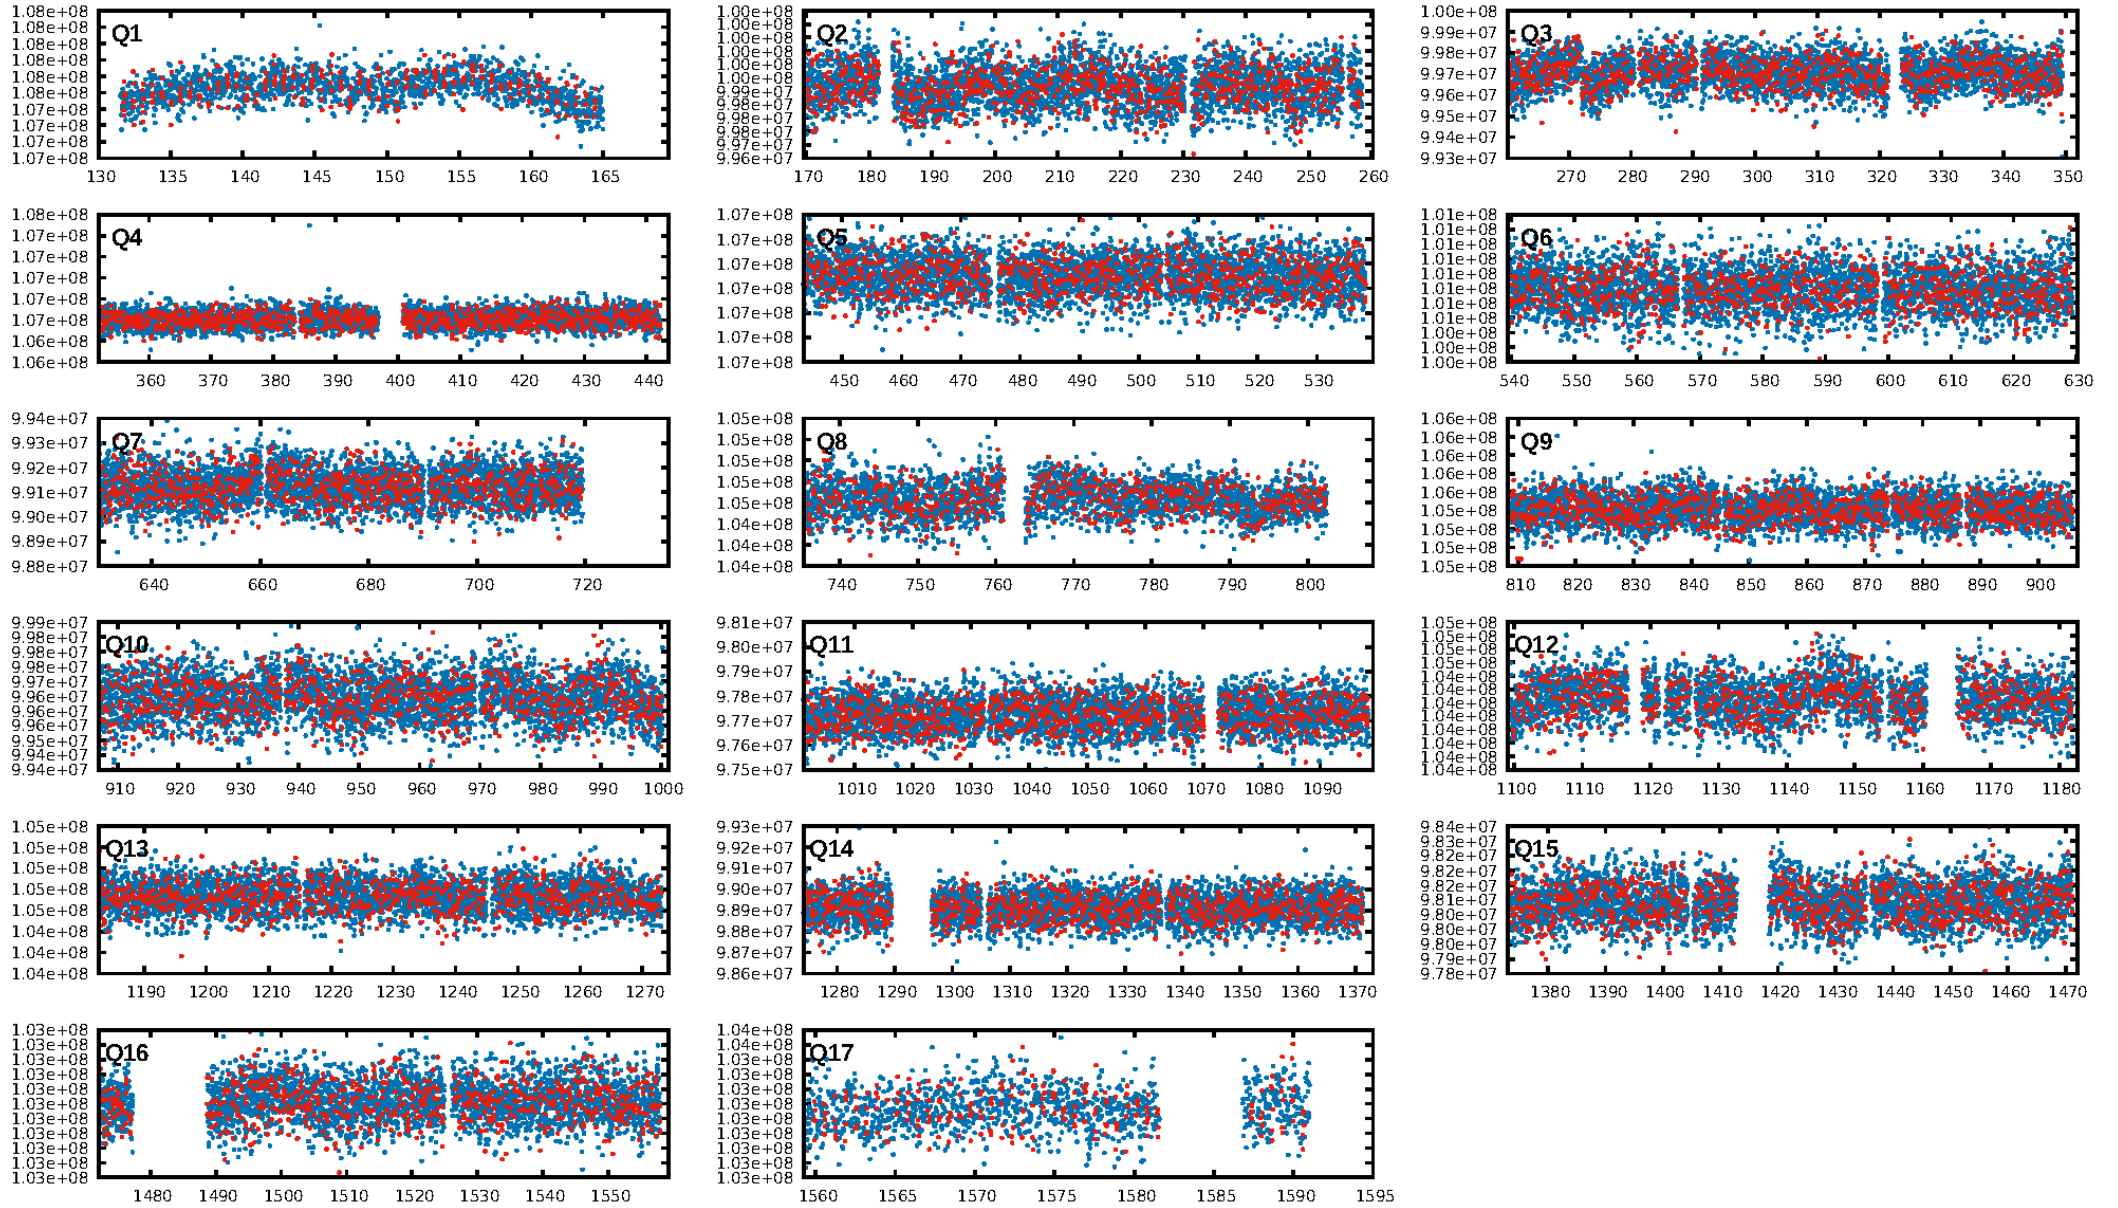 1.08e+08 1.08e+08 1.08e+08 1.08e+08 1.08e+08 1.08e+08 1.07e+08 1.07e+08 1.07e+08 1.07e+08
Q1
130 135 140 145 150 155 160 165
1.00e+08 1.00e+08 1.00e+08 1.00e+08 1.00e+08 1.00e+08 9.99e+07 9.98e+07 9.98e+07 9.98e+07 9.97e+07 9.96e+07
Q2
170 180 190 200 210 220 230 240 250 260
1.00e+08 9.99e+07 9.98e+07 9.97e+07 9.96e+07 9.95e+07 9.94e+07 9.93e+07
Q3
270 280 290 300 310 320 330 340 350
1.08e+08 1.07e+08 1.07e+08 1.07e+08 1.07e+08 1.07e+08 1.06e+08 1.06e+08
Q4
360 370 380 390 400 410 420 430 440
1.07e+08 1.07e+08 1.07e+08 1.07e+08 1.07e+08 1.07e+08 1.07e+08
Q5
450 460 470 480 490 500 510 520 530
1.01e+08 1.01e+08 1.01e+08 1.01e+08 1.01e+08 1.01e+08 1.01e+08 1.01e+08 1.00e+08 1.00e+08 1.00e+08
Q6
540 550 560 570 580 590 600 610 620 630
9.94e+07 9.93e+07 9.92e+07 9.91e+07 9.90e+07 9.89e+07 9.88e+07
Q7
640 660 680 700 720
1.05e+08 1.05e+08 1.05e+08 1.05e+08 1.05e+08 1.04e+08 1.04e+08 1.04e+08
Q8
740 750 760 770 780 790 800
1.06e+08 1.06e+08 1.06e+08 1.06e+08 1.06e+08 1.05e+08 1.05e+08 1.05e+08 1.05e+08
Q9
810 820 830 840 850 860 870 880 890 900
9.99e+07 9.98e+07 9.98e+07 9.98e+07 9.97e+07 9.96e+07 9.96e+07 9.96e+07 9.95e+07 9.94e+07 9.94e+07
Q10
910 920 930 940 950 960 970 980 990 1000
9.81e+07 9.80e+07 9.79e+07 9.78e+07 9.77e+07 9.76e+07 9.75e+07
Q11
1010 1020 1030 1040 1050 1060 1070 1080 1090
1.05e+08 1.05e+08 1.05e+08 1.05e+08 1.04e+08 1.04e+08 1.04e+08 1.04e+08 1.04e+08 1.04e+08 1.04e+08 1.04e+08
Q12
1100 1110 1120 1130 1140 1150 1160 1170 1180
1.05e+08 1.05e+08 1.05e+08 1.05e+08 1.05e+08 1.04e+08 1.04e+08 1.04e+08
Q13
1190 1200 1210 1220 1230 1240 1250 1260 1270
9.93e+07 9.92e+07 9.91e+07 9.90e+07 9.89e+07 9.88e+07 9.87e+07 9.86e+07
Q14
1280 1290 1300 1310 1320 1330 1340 1350 1360 1370
9.84e+07 9.83e+07 9.82e+07 9.82e+07 9.82e+07 9.81e+07 9.80e+07 9.80e+07 9.80e+07 9.79e+07 9.78e+07
Q15
1380 1390 1400 1410 1420 1430 1440 1450 1460 1470
1.03e+08 1.03e+08 1.03e+08 1.03e+08 1.03e+08 1.03e+08 1.03e+08 1.03e+08 1.03e+08 1.03e+08 1.03e+08
Q16
1480 1490 1500 1510 1520 1530 1540 1550
1.04e+08 1.04e+08 1.03e+08 1.03e+08 1.03e+08 1.03e+08 1.03e+08 1.03e+08 1.03e+08 1.03e+08 1.03e+08
Q17
1560 1565 1570 1575 1580 1585 1590 1595